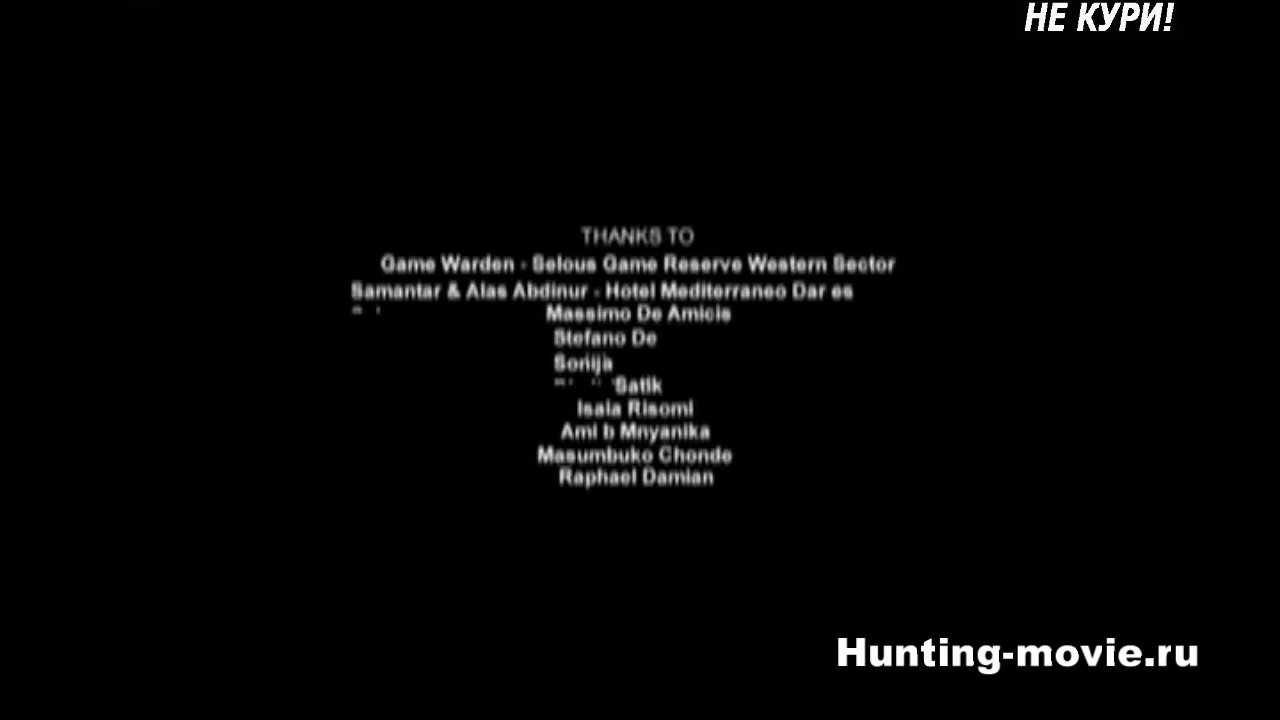 НЕ КУРИ!
THANKS TO
Game Warden - Selous Game Reserve Western Sector
Samantar & Alas Abdinur - Hotel Mediterraneo Dar es
Massimo De Amicis
Stefano De
Satik
Isaia Risomi
Ami b Mnyanika
Masumbuko Chonde
Raphael Damian
Hunting-movie.ru